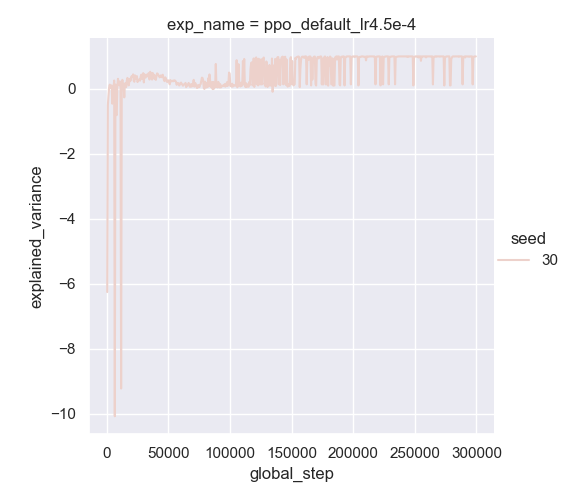 exp_name = ppo_default_lr4.5e-4
explained_variance
0
−2
−4
−6
−8
−10
0 50000 100000 150000 200000 250000 300000
global_step
seed
30